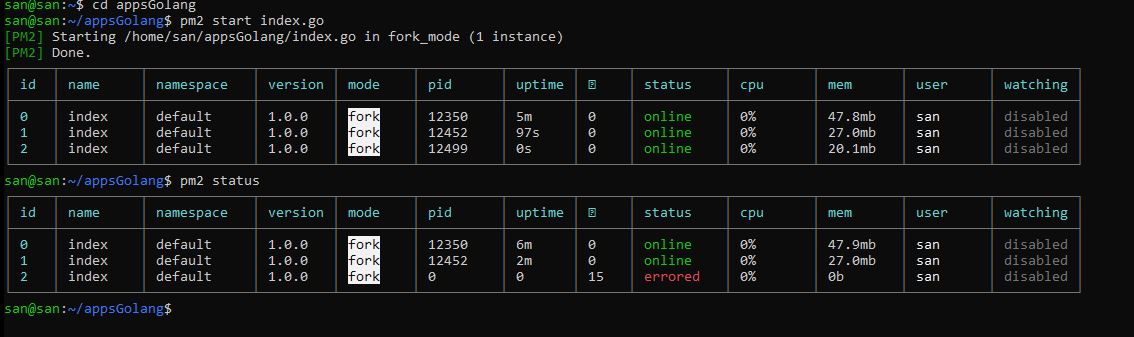 san@san:~$ cd appsGolang
san@san:~/appsGolang$ pm2 start index.go
[PM2] Starting /home/san/appsGolang/index.go in fork_mode (1 instance)
[PM2] Done.
id name namespace version mode pid uptime status cpu mem user watching
0 index default 1.0.0 fork 12350 5m 0 online 0% 47.8mb san disabled
1 index default 1.0.0 fork 12452 97s 0 online 0% 27.0mb san disabled
2 index default 1.0.0 fork 12499 0s 0 online 0% 20.1mb san disabled
san@san:~/appsGolang$ pm2 status
id name namespace version mode pid uptime status cpu mem user watching
0 index default 1.0.0 fork 12350 6m 0 online 0% 47.9mb san disabled
1 index default 1.0.0 fork 12452 2m 0 online 0% 27.0mb san disabled
2 index default 1.0.0 fork 0 0 15 errored 0% 0b san disabled
san@san:~/appsGolang$